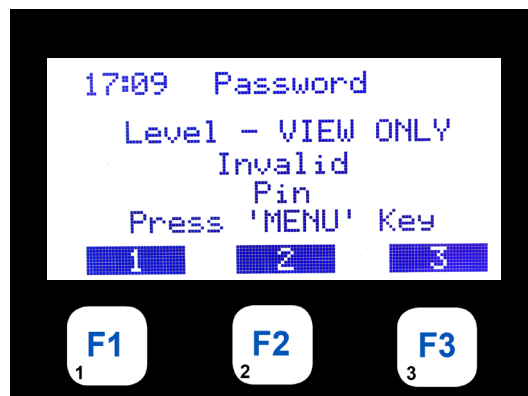 17:09 Password
Level - VIEW ONLY
Invalid
Pin
Press 'MENU' Key
1 2 3
F1 F2 F3
1 2 3